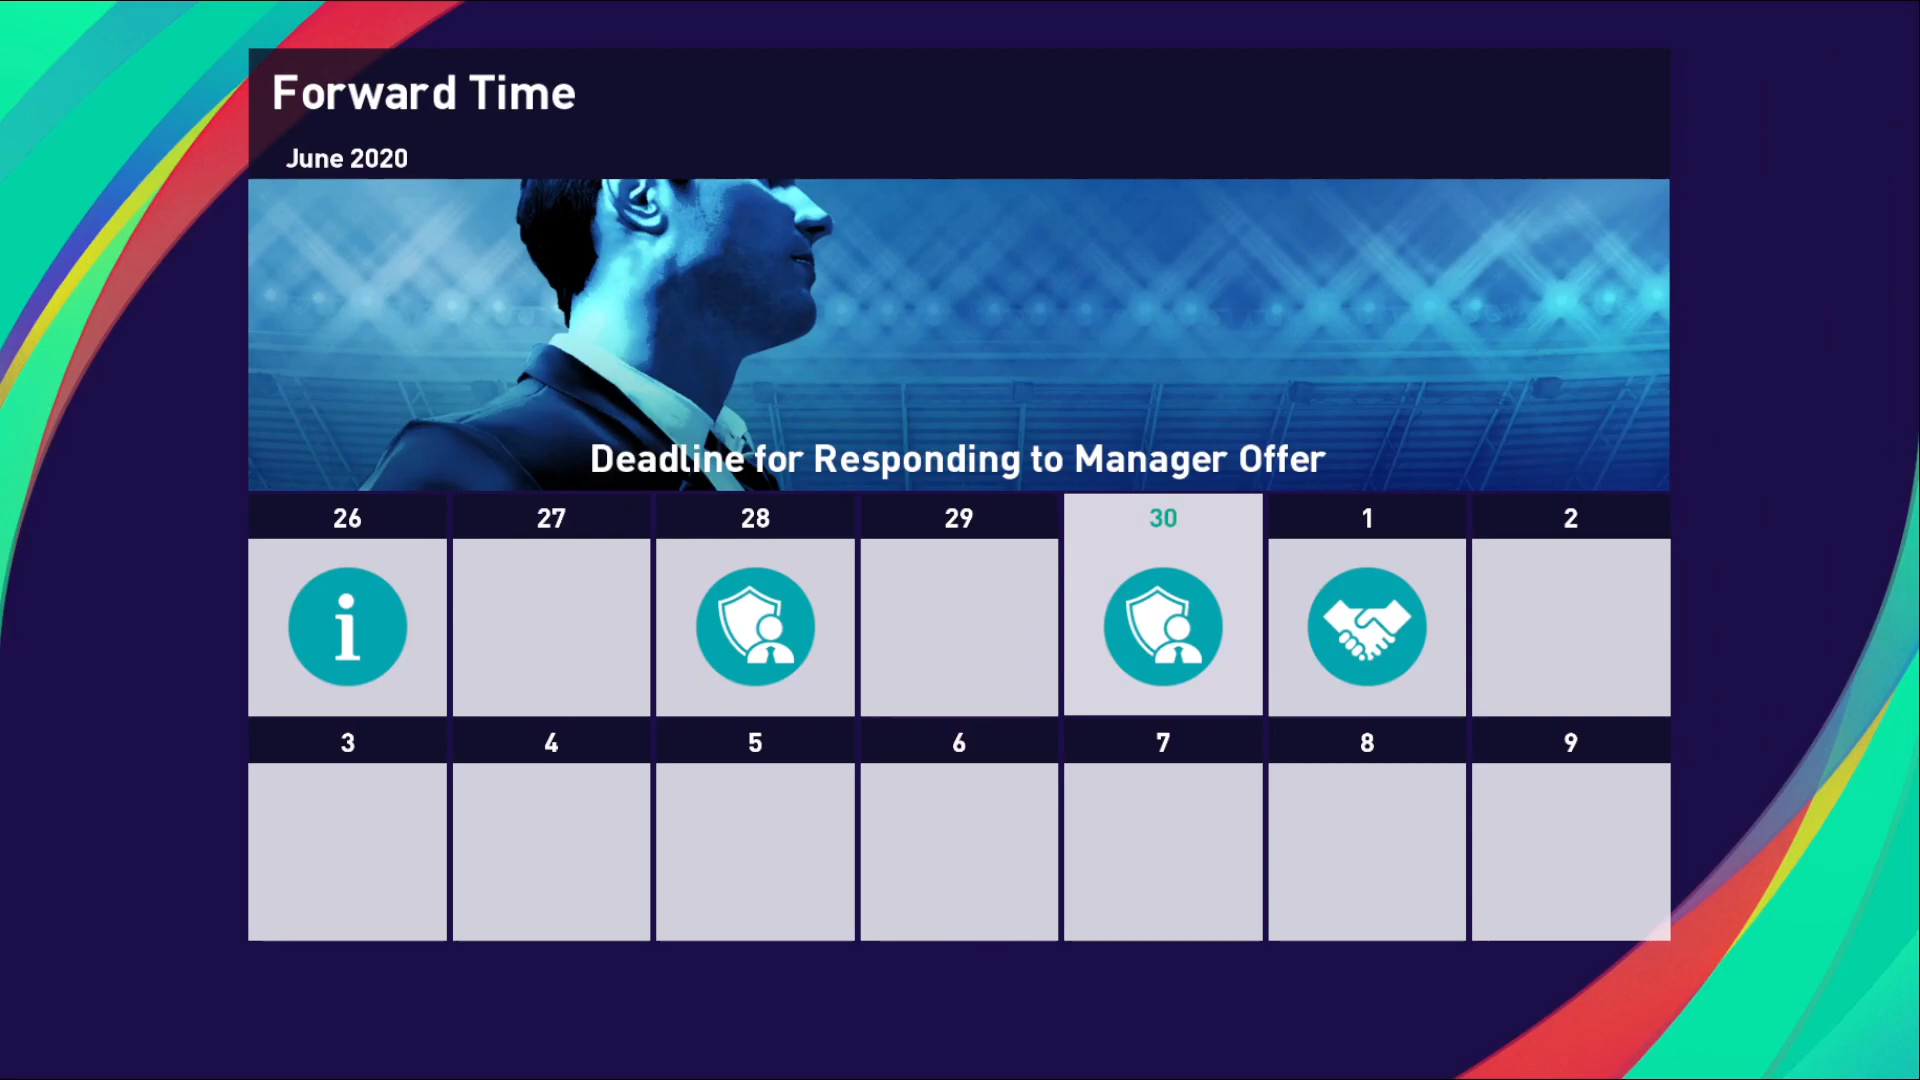 Forward Time
June 2020
Deadline for Responding to Manager Offer
26 27 28 29 30 1 2
3 4 5 6 7 8 9